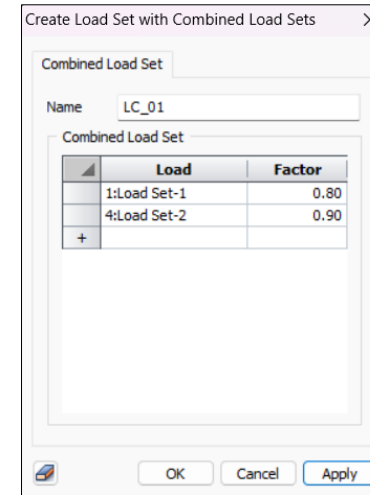 Create Load Set with Combined Load Sets
Combined Load Set
Name LC_01
Combined Load Set
Load Factor
1:Load Set-1 0.80
4:Load Set-2 0.90
+
OK Cancel Apply